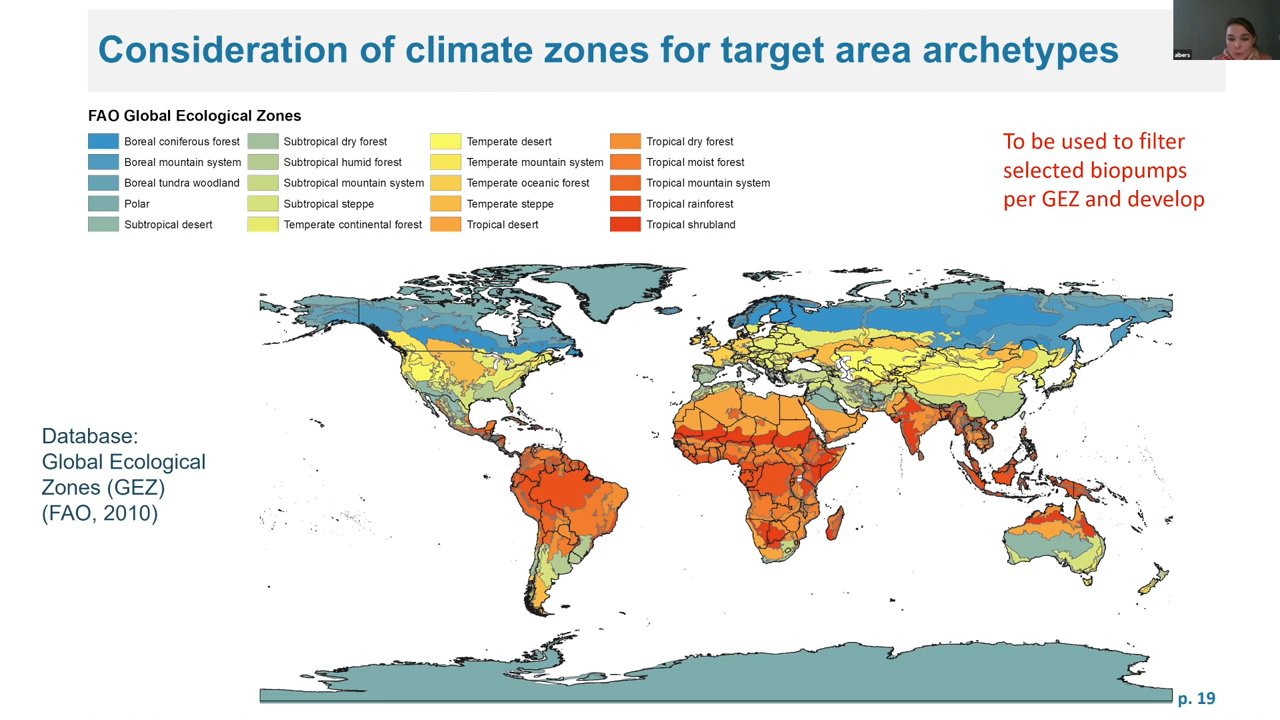 Consideration of climate zones for target area archetypes
albers
FAO Global Ecological Zones
Boreal coniferous forest
Boreal mountain system
Boreal tundra woodland
Polar
Subtropical desert
Subtropical dry forest
Subtropical humid forest
Subtropical mountain system
Subtropical steppe
Temperate continental forest
Temperate desert
Temperate mountain system
Temperate oceanic forest
Temperate steppe
Tropical desert
Tropical dry forest
Tropical moist forest
Tropical mountain system
Tropical rainforest
Tropical shrubland
To be used to filter
selected biopumps
per GEZ and develop
Database:
Global Ecological
Zones (GEZ)
(FAO, 2010)
p. 19